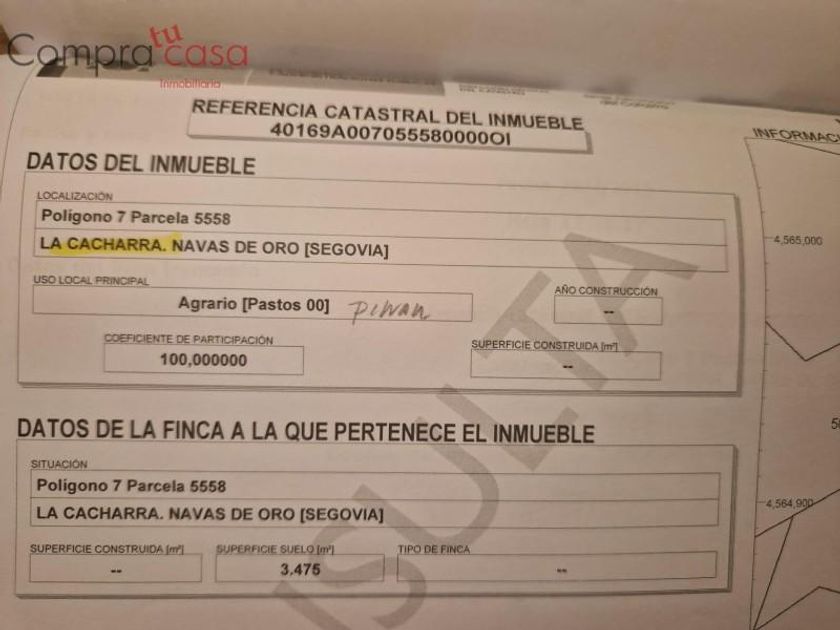 Compra tu casa
Inmobiliaria
REFERENCIA CATASTRAL DEL INMUEBLE
40169A007055580000OI
DATOS DEL INMUEBLE
LOCALIZACIÓN
Polígono 7 Parcela 5558
LA CACHARRA. NAVAS DE ORO [SEGOVIA]
USO LOCAL PRINCIPAL
Agrario [Pastos 00]
AÑO CONSTRUCCIÓN
--
COEFICIENTE DE PARTICIPACIÓN
100,000000
SUPERFICIE CONSTRUIDA [m²]
--
DATOS DE LA FINCA A LA QUE PERTENECE EL INMUEBLE
SITUACIÓN
Polígono 7 Parcela 5558
LA CACHARRA. NAVAS DE ORO [SEGOVIA]
SUPERFICIE CONSTRUIDA [m²]
--
SUPERFICIE SUELO [m²]
3.475
TIPO DE FINCA
--
INFORMAC
4,565,000
4,564,900
ISULTA